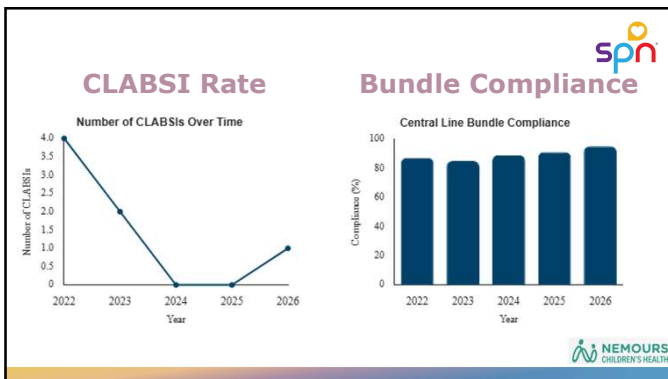 spn
CLABSI Rate
Number of CLABSIs Over Time
Number of CLABSIs
4.0
3.5
3.0
2.5
2.0
1.5
1.0
0.5
0
2022 2023 2024 2025 2026
Year
Bundle Compliance
Central Line Bundle Compliance
Compliance (%)
100
80
60
40
20
0
2022 2023 2024 2025 2026
Year
NEMOURS
CHILDREN'S HEALTH